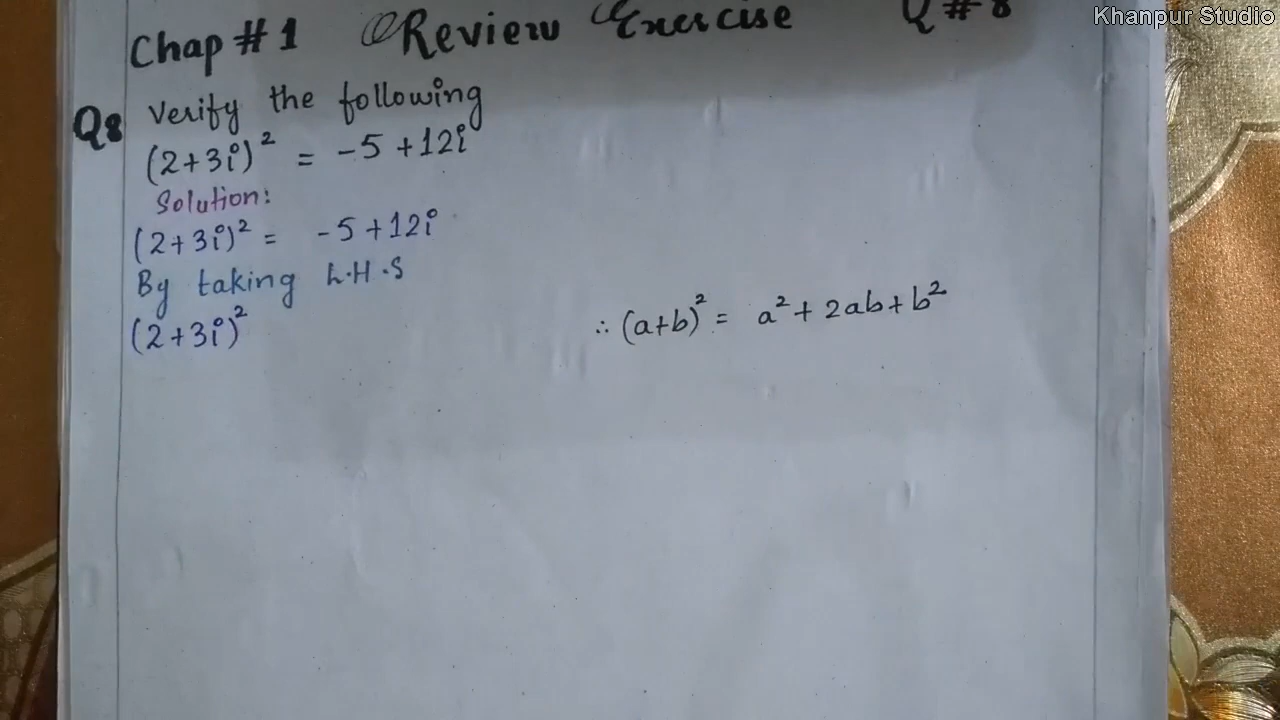 Khanpur Studio
Chap # 1 Review Exercise Q # 8
Q8 Verify the following
(2+3i)² = -5 +12i
Solution:
(2+3i)² = -5 +12i
By taking L.H.S
(2+3i)²
∴ (a+b)² = a² + 2ab + b²